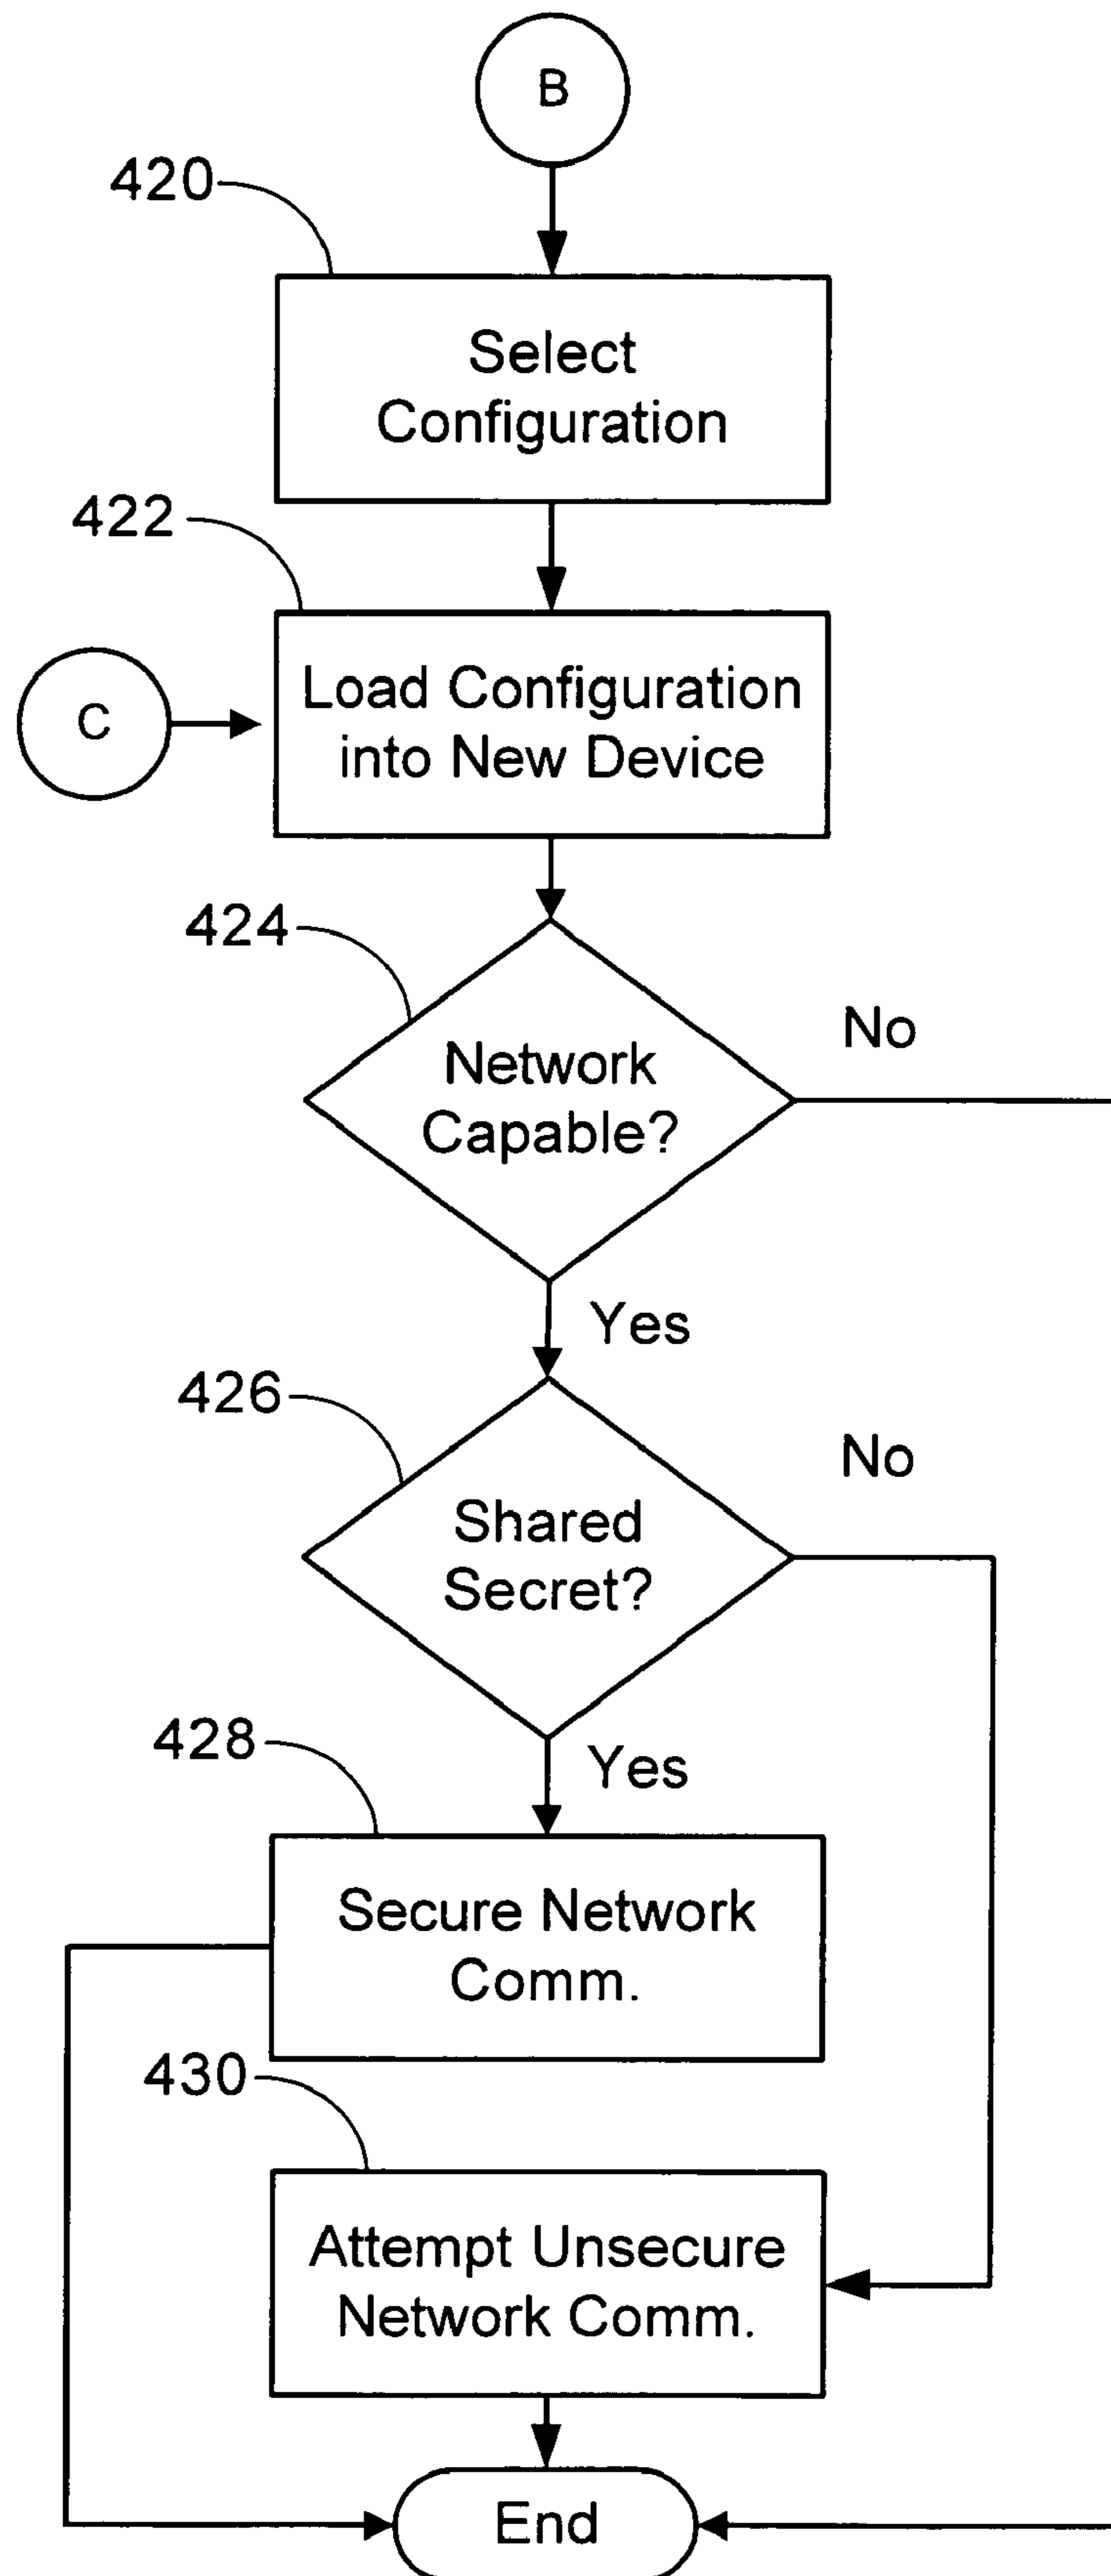 B
420
Select
Configuration
422
Load Configuration
into New Device
C
424
Network
Capable?
No
Yes
426
Shared
Secret?
No
Yes
428
Secure Network
Comm.
430
Attempt Unsecure
Network Comm.
End